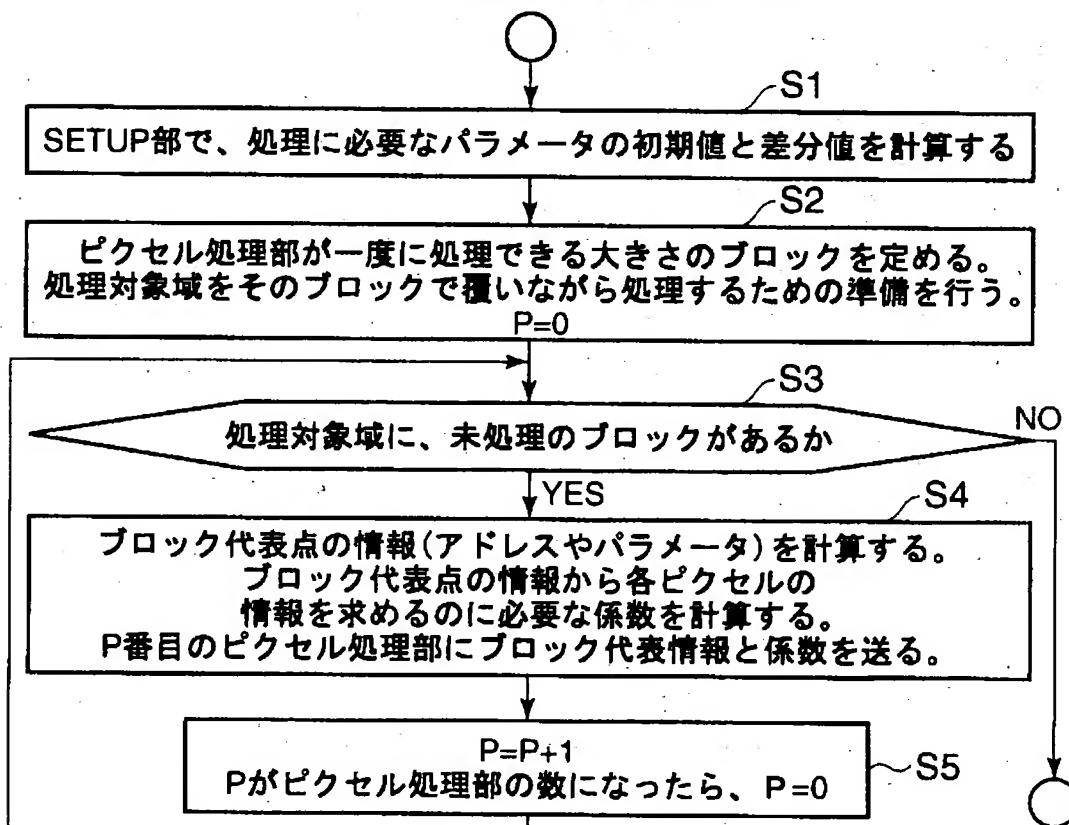 S1
SETUP部で、処理に必要なパラメータの初期値と差分値を計算する
S2
ピクセル処理部が一度に処理できる大きさのブロックを定める。
処理対象域をそのブロックで覆いながら処理するための準備を行う。
P=0
S3
処理対象域に、未処理のブロックがあるか
NO
YES
S4
ブロック代表点の情報(アドレスやパラメータ)を計算する。
ブロック代表点の情報から各ピクセルの
情報を求めるのに必要な係数を計算する。
P番目のピクセル処理部にブロック代表情報と係数を送る。
P=P+1
Pがピクセル処理部の数になったら、P=0
S5